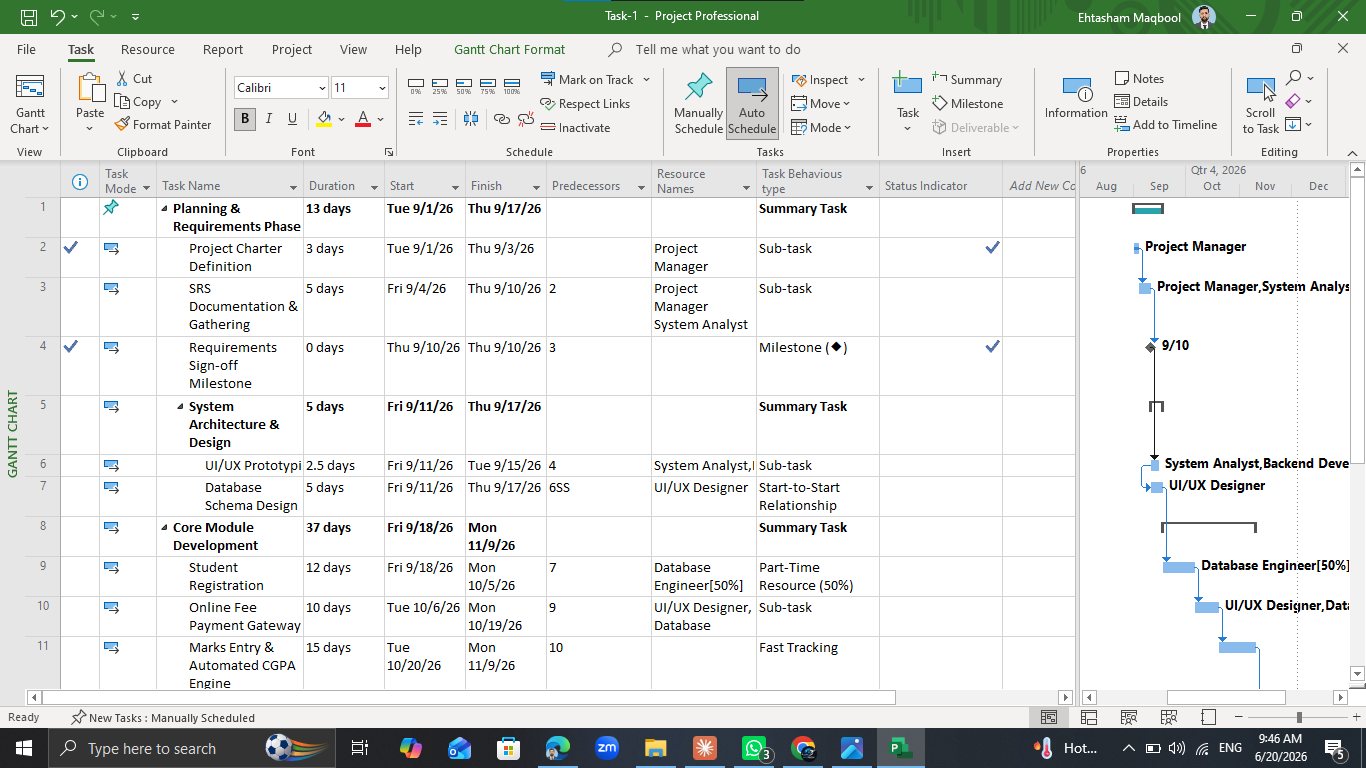 Task-1 - Project Professional
Ehtasham Maqbool
File Task Resource Report Project View Help Gantt Chart Format Tell me what you want to do
Gantt
Chart
View
Paste
Cut
Copy
Format Painter
Clipboard
Calibri 11
B I U A
Font
0% 25% 50% 75% 100%
Mark on Track
Respect Links
Inactivate
Schedule
Manually
Schedule
Auto
Schedule
Inspect
Move
Mode
Tasks
Task
Summary
Milestone
Deliverable
Insert
Information
Notes
Details
Add to Timeline
Properties
Scroll
to Task
Editing
Task
Mode
Task Name
Duration
Start
Finish
Predecessors
Resource
Names
Task Behavious
type
Status Indicator
Add New Co
6 Qtr 4, 2026
Aug Sep Oct Nov Dec
GANTT CHART
1
Planning &
Requirements Phase
13 days
Tue 9/1/26
Thu 9/17/26
Summary Task
2
Project Charter
Definition
3 days
Tue 9/1/26
Thu 9/3/26
Project
Manager
Sub-task
Project Manager
3
SRS
Documentation &
Gathering
5 days
Fri 9/4/26
Thu 9/10/26
2
Project
Manager
System Analyst
Sub-task
Project Manager,System Analys
4
Requirements
Sign-off
Milestone
0 days
Thu 9/10/26
Thu 9/10/26
3
Milestone (◆)
9/10
5
System
Architecture &
Design
5 days
Fri 9/11/26
Thu 9/17/26
Summary Task
6
UI/UX Prototypi
2.5 days
Fri 9/11/26
Tue 9/15/26
4
System Analyst,
Sub-task
System Analyst,Backend Deve
7
Database
Schema Design
5 days
Fri 9/11/26
Thu 9/17/26
6SS
UI/UX Designer
Start-to-Start
Relationship
UI/UX Designer
8
Core Module
Development
37 days
Fri 9/18/26
Mon
11/9/26
Summary Task
9
Student
Registration
12 days
Fri 9/18/26
Mon
10/5/26
7
Database
Engineer[50%]
Part-Time
Resource (50%)
Database Engineer[50%]
10
Online Fee
Payment Gateway
10 days
Tue 10/6/26
Mon
10/19/26
9
UI/UX Designer,
Database
Sub-task
UI/UX Designer,Data
11
Marks Entry &
Automated CGPA
Engine
15 days
Tue
10/20/26
Mon
11/9/26
10
Fast Tracking
Ready
New Tasks : Manually Scheduled
Type here to search
zm
3
Hot...
ENG
9:46 AM
6/20/2026
5